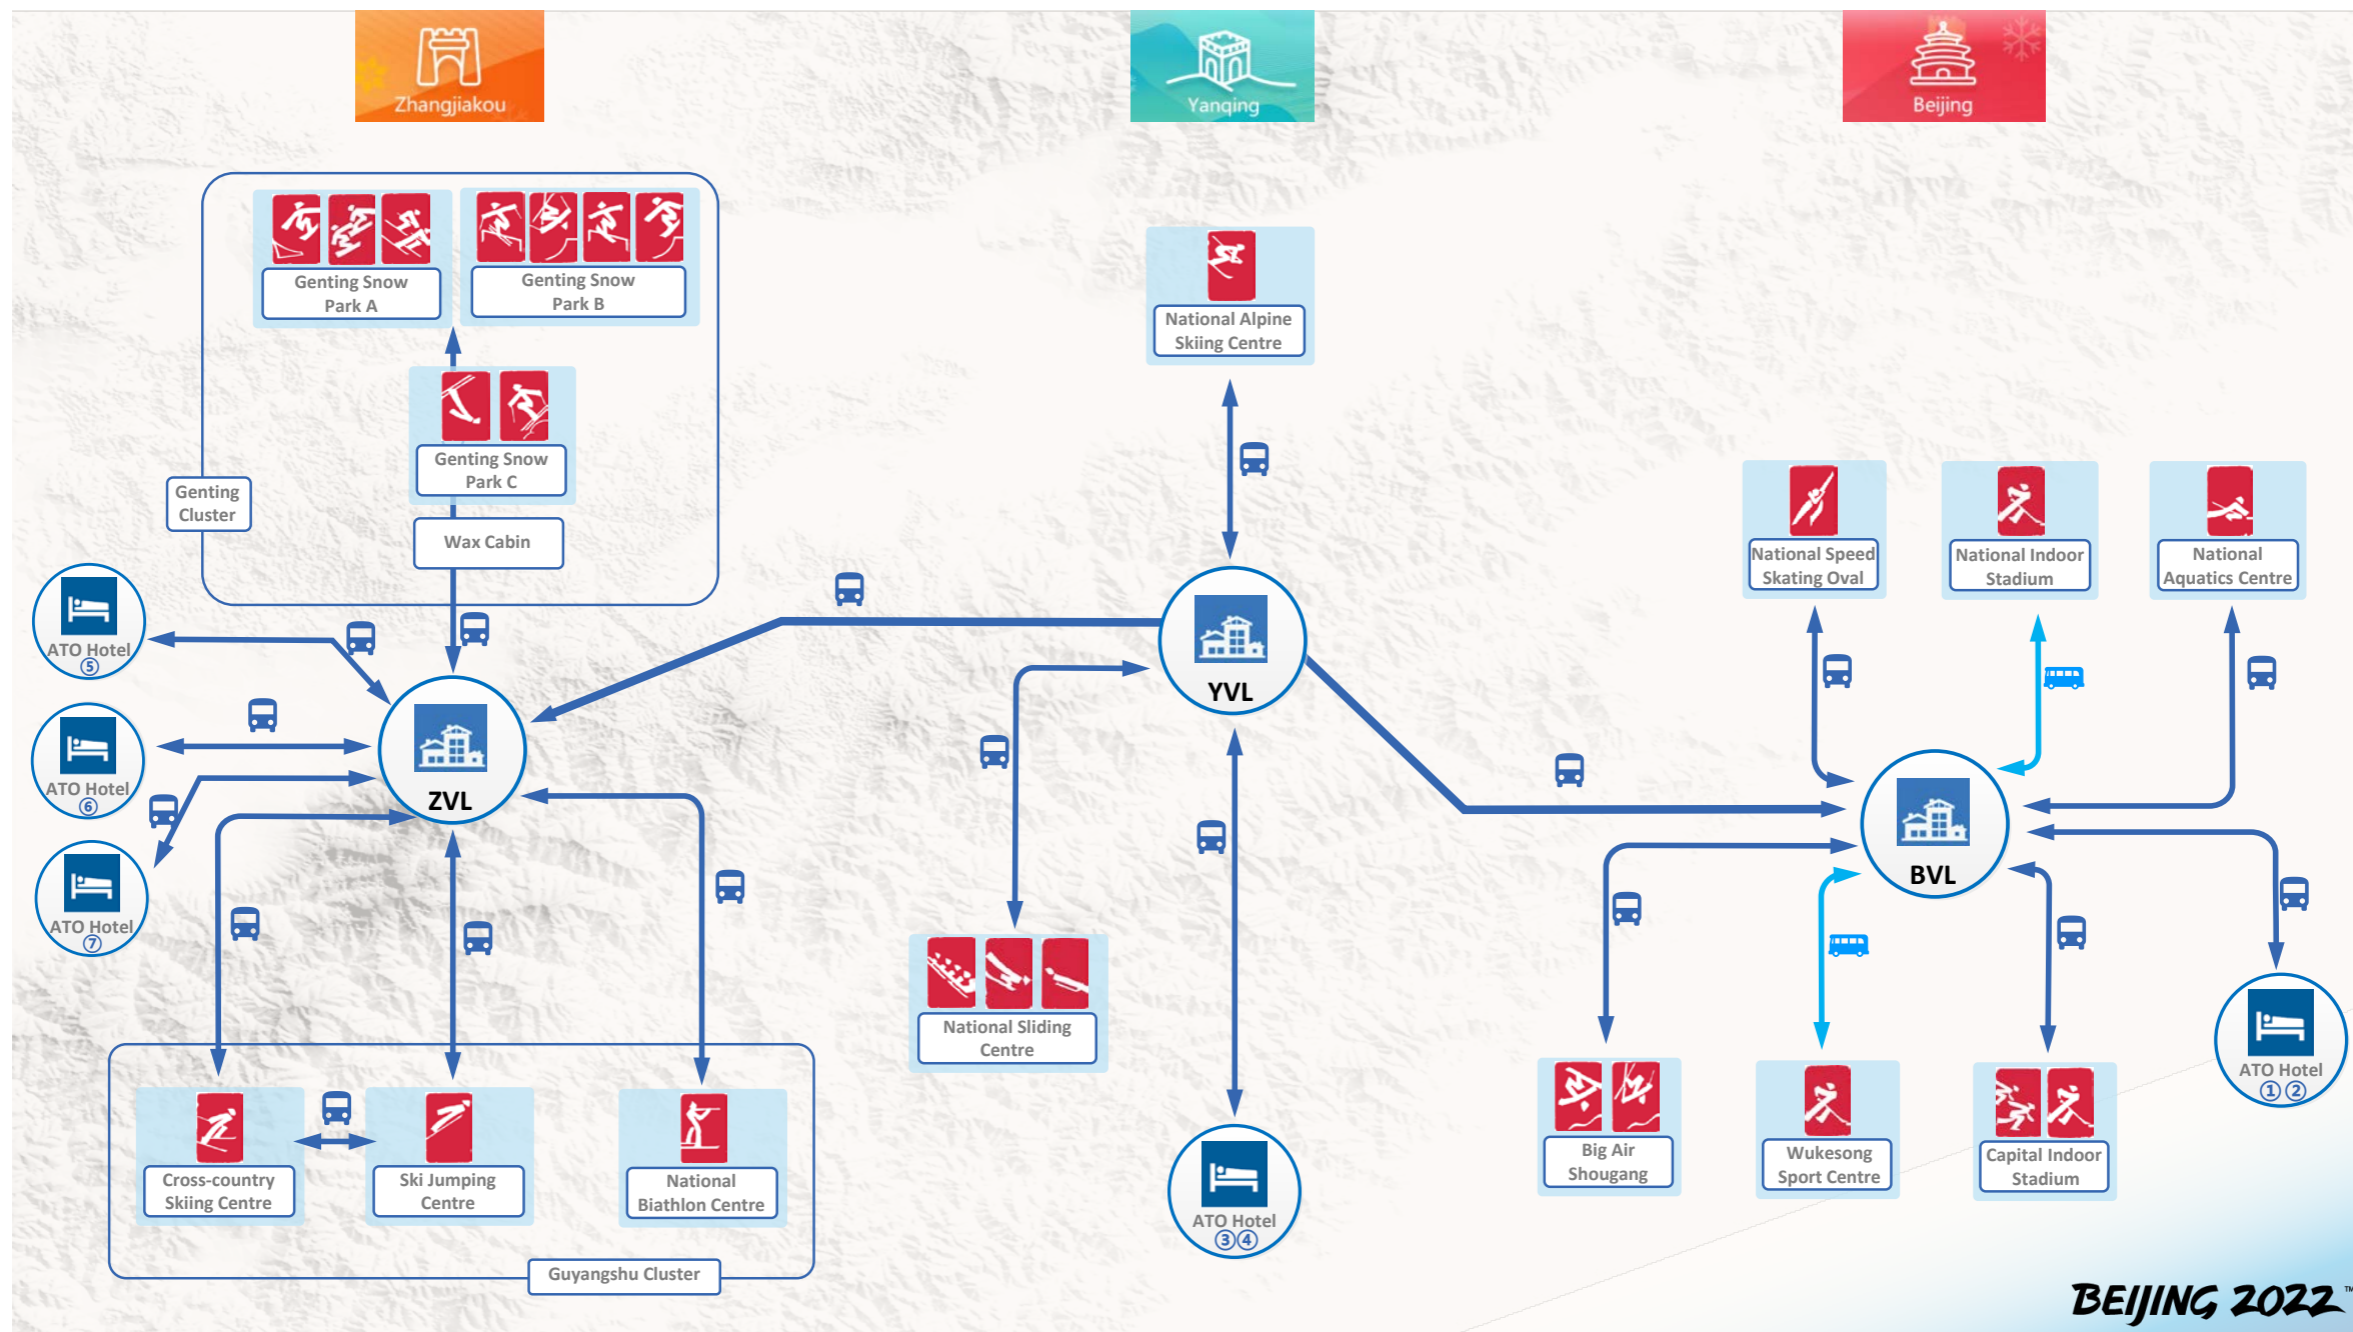 Zhangjiakou
Yanqing
Beijing
Genting Snow
Park A
Genting Snow
Park B
National Alpine
Skiing Centre
Genting Snow
Park C
Genting
Cluster
Wax Cabin
National Speed
Skating Oval
National Indoor
Stadium
National
Aquatics Centre
ATO Hotel
⑤
YVL
ATO Hotel
⑥
ZVL
BVL
ATO Hotel
⑦
National Sliding
Centre
ATO Hotel
① ②
Cross-country
Skiing Centre
Ski Jumping
Centre
National
Biathlon Centre
Big Air
Shougang
Wukesong
Sport Centre
Capital Indoor
Stadium
ATO Hotel
③④
Guyangshu Cluster
BEIJING 2022™